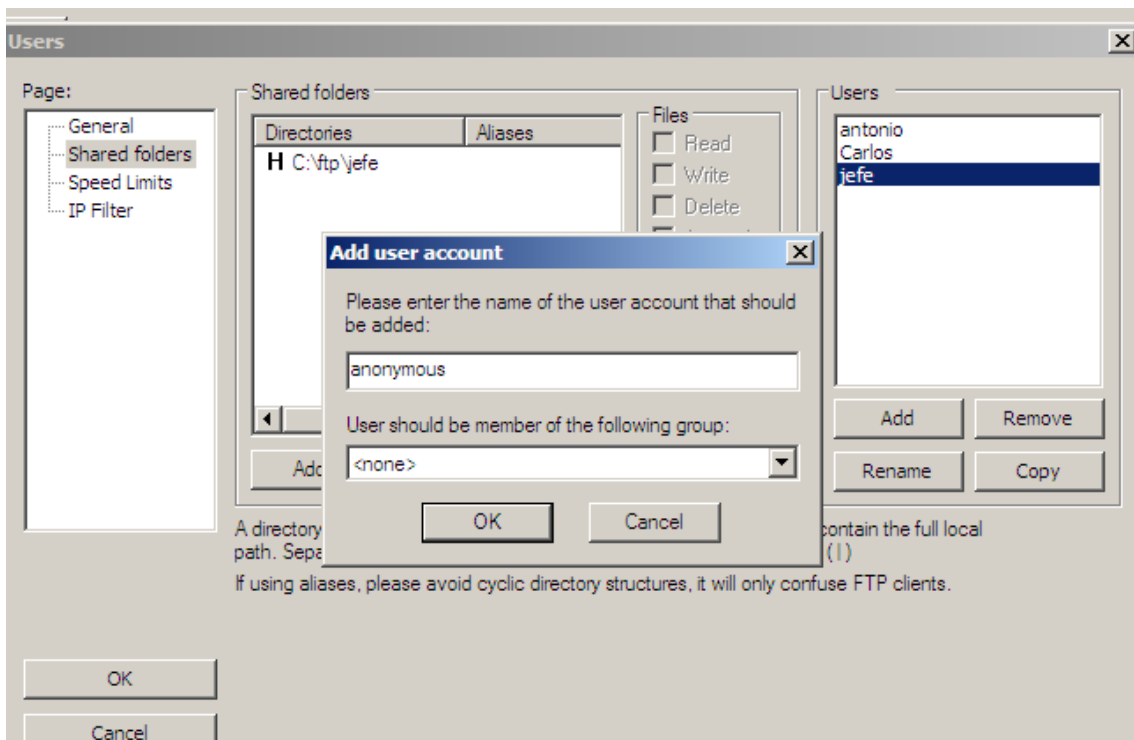 Users
Page:
General
Shared folders
Speed Limits
IP Filter
Shared folders
Directories Aliases
H C:\ftp\jefe
Files
Read
Write
Delete
Users
antonio
Carlos
jefe
Add Remove
Rename Copy
Add user account
Please enter the name of the user account that should
be added:
anonymous
User should be member of the following group:
<none>
OK Cancel
Add
A directory contain the full local
path. Sepa (|)
If using aliases, please avoid cyclic directory structures, it will only confuse FTP clients.
OK
Cancel